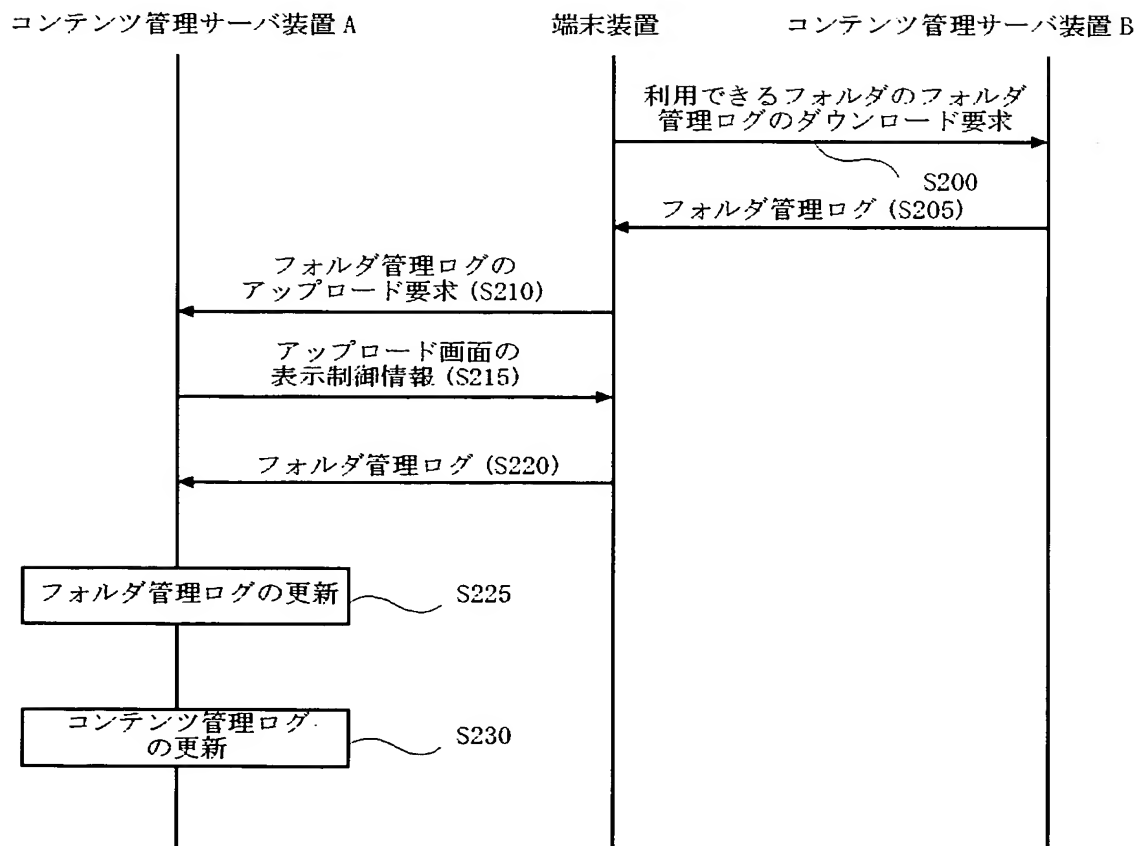 コンテンツ管理サーバ装置A
端末装置
コンテンツ管理サーバ装置B
利用できるフォルダのフォルダ
管理ログのダウンロード要求
S200
フォルダ管理ログ (S205)
フォルダ管理ログの
アップロード要求 (S210)
アップロード画面の
表示制御情報 (S215)
フォルダ管理ログ (S220)
フォルダ管理ログの更新
S225
コンテンツ管理ログ
の更新
S230